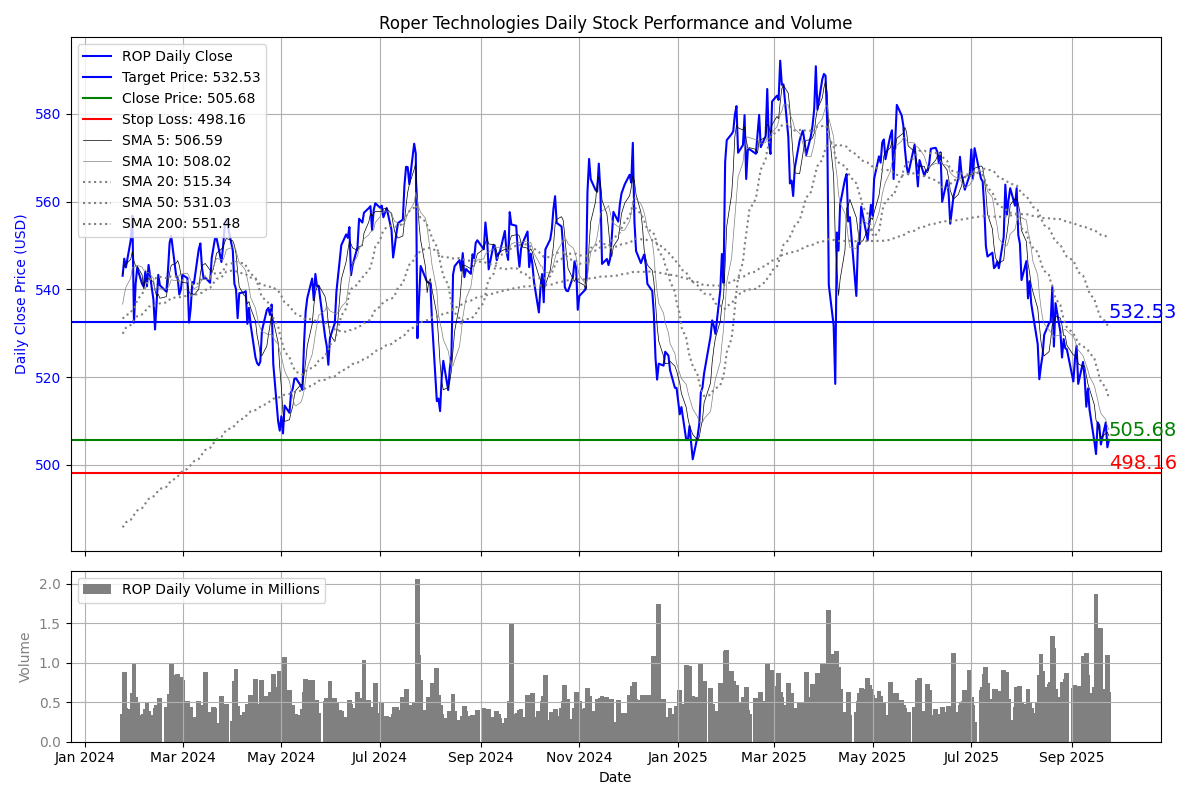 Roper Technologies Daily Stock Performance and Volume
ROP Daily Close
Target Price: 532.53
Close Price: 505.68
Stop Loss: 498.16
SMA 5: 506.59
SMA 10: 508.02
SMA 20: 515.34
SMA 50: 531.03
SMA 200: 551.48
Daily Close Price (USD)
580
560
540
520
500
532.53
505.68
498.16
ROP Daily Volume in Millions
Volume
2.0
1.5
1.0
0.5
0.0
Jan 2024 Mar 2024 May 2024 Jul 2024 Sep 2024 Nov 2024 Jan 2025 Mar 2025 May 2025 Jul 2025 Sep 2025
Date